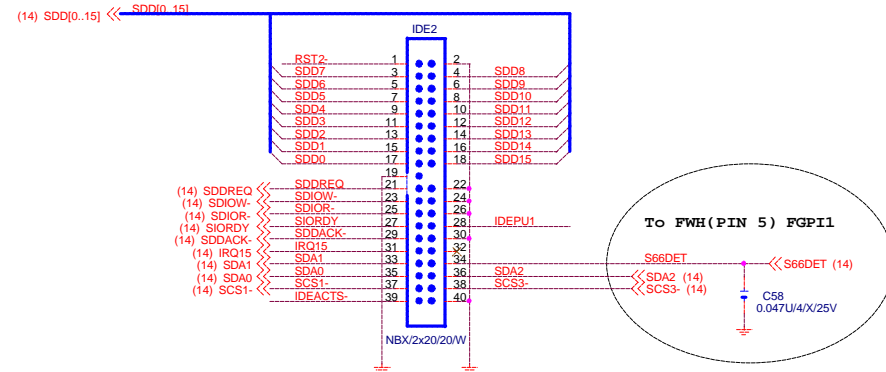 (14) SDD[0..15] SDD[0..15]
IDE2
RST2- 1 2
SDD7 3 4 SDD8
SDD6 5 6 SDD9
SDD5 7 8 SDD10
SDD4 9 10 SDD11
SDD3 11 12 SDD12
SDD2 13 14 SDD13
SDD1 15 16 SDD14
SDD0 17 18 SDD15
19
(14) SDDREQ SDDREQ 21 22
(14) SDIOW- SDIOW- 23 24
(14) SDIOR- SDIOR- 25 26
(14) SIORDY SIORDY 27 28 IDEPU1
(14) SDDACK- SDDACK- 29 30
(14) IRQ15 IRQ15 31 32
(14) SDA1 SDA1 33 34 S66DET S66DET (14)
(14) SDA0 SDA0 35 36 SDA2 SDA2 (14)
(14) SCS1- SCS1- 37 38 SCS3- SCS3- (14)
IDEACTS- 39 40
NBX/2x20/20/W
To FWH(PIN 5) FGPI1
C58
0.047U/4/X/25V